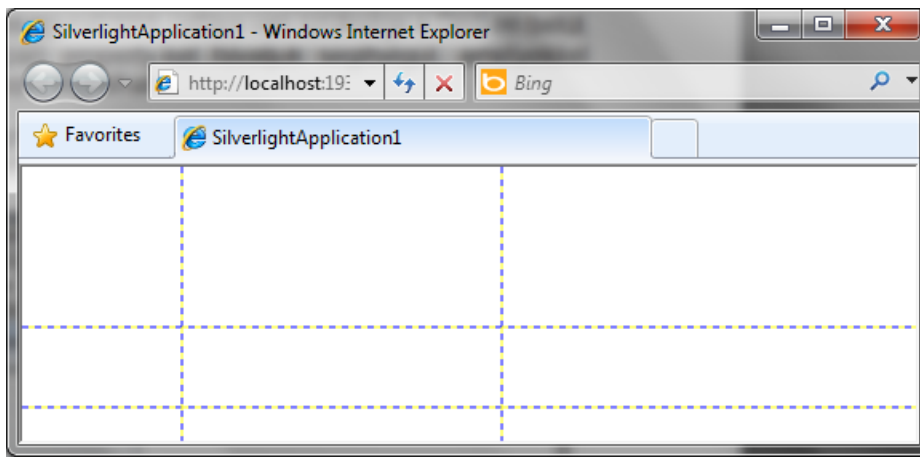 SilverlightApplication1 - Windows Internet Explorer
http://localhost:19
Bing
Favorites
SilverlightApplication1